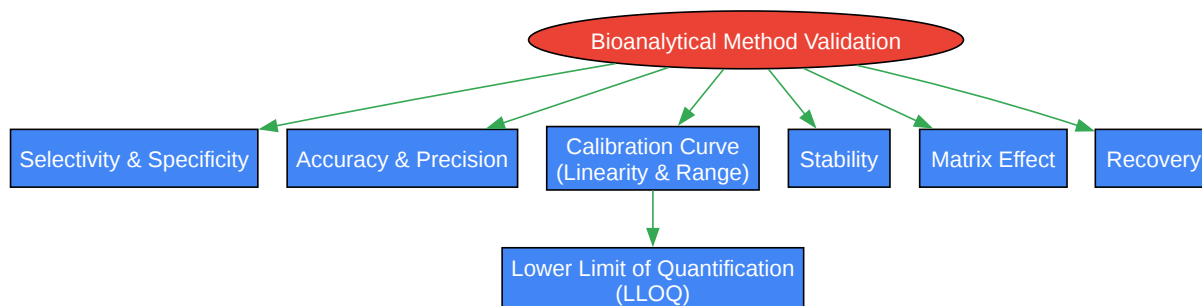 Bioanalytical Method Validation
Selectivity & Specificity
Accuracy & Precision
Calibration Curve
(Linearity & Range)
Stability
Matrix Effect
Recovery
Lower Limit of Quantification
(LLOQ)